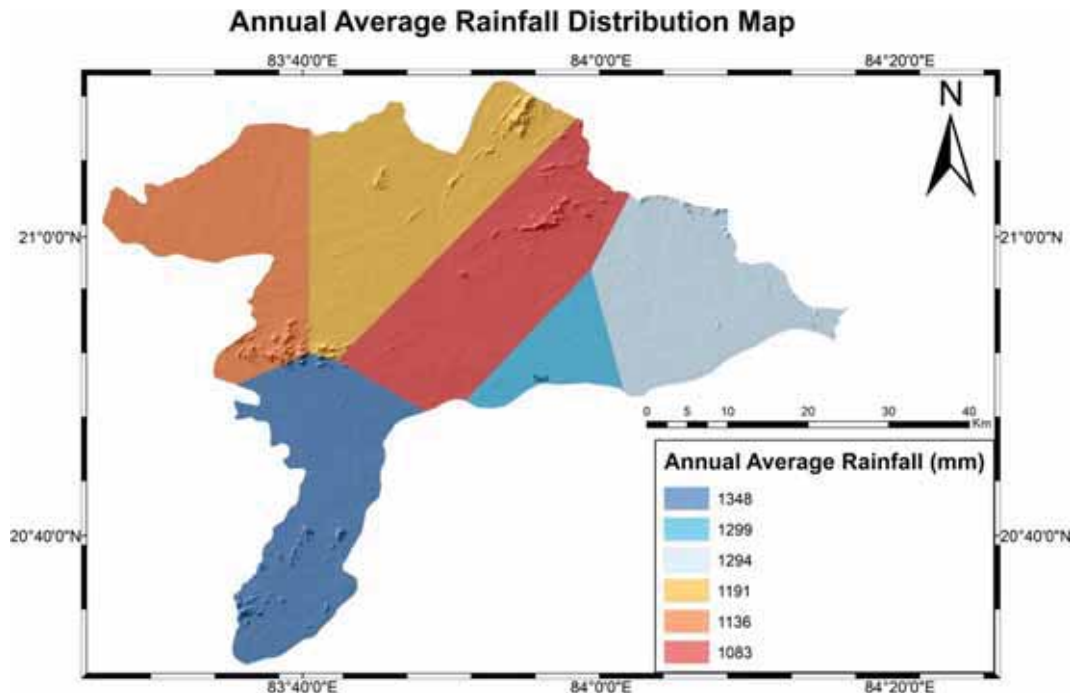 Annual Average Rainfall Distribution Map
83°40'0"E 84°0'0"E 84°20'0"E
N
21°0'0"N 21°0'0"N
0 5 10 20 30 40
Km
Annual Average Rainfall (mm)
1348
1299
1294
1191
1136
1083
20°40'0"N 20°40'0"N
83°40'0"E 84°0'0"E 84°20'0"E